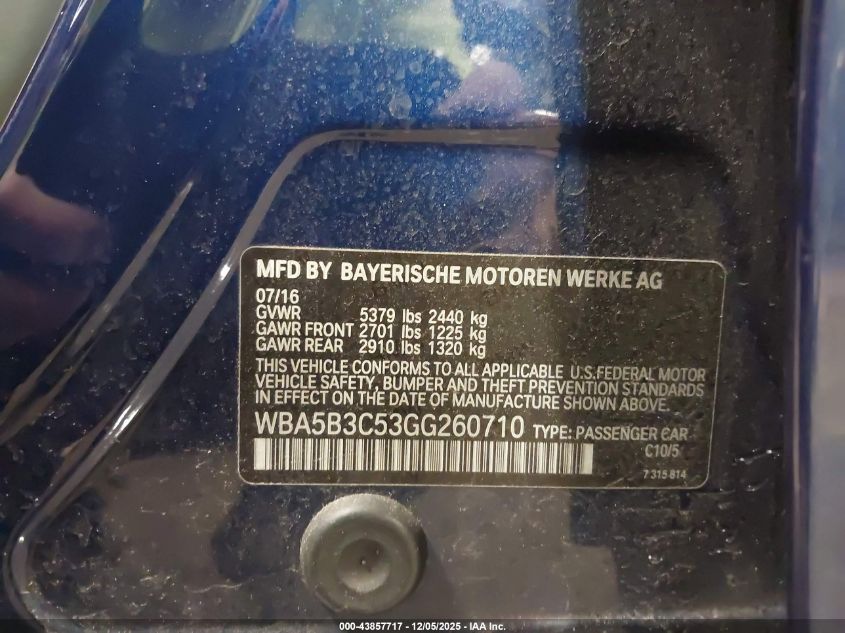 MFD BY BAYERISCHE MOTOREN WERKE AG
07/16
GVWR 5379 lbs 2440 kg
GAWR FRONT 2701 lbs 1225 kg
GAWR REAR 2910 lbs 1320 kg
THIS VEHICLE CONFORMS TO ALL APPLICABLE U.S.FEDERAL MOTOR
VEHICLE SAFETY, BUMPER AND THEFT PREVENTION STANDARDS
IN EFFECT ON THE DATE OF MANUFACTURE SHOWN ABOVE.
WBA5B3C53GG260710 TYPE: PASSENGER CAR
C10/5
7 315 814
000-43857717 - 12/05/2025 - IAA Inc.